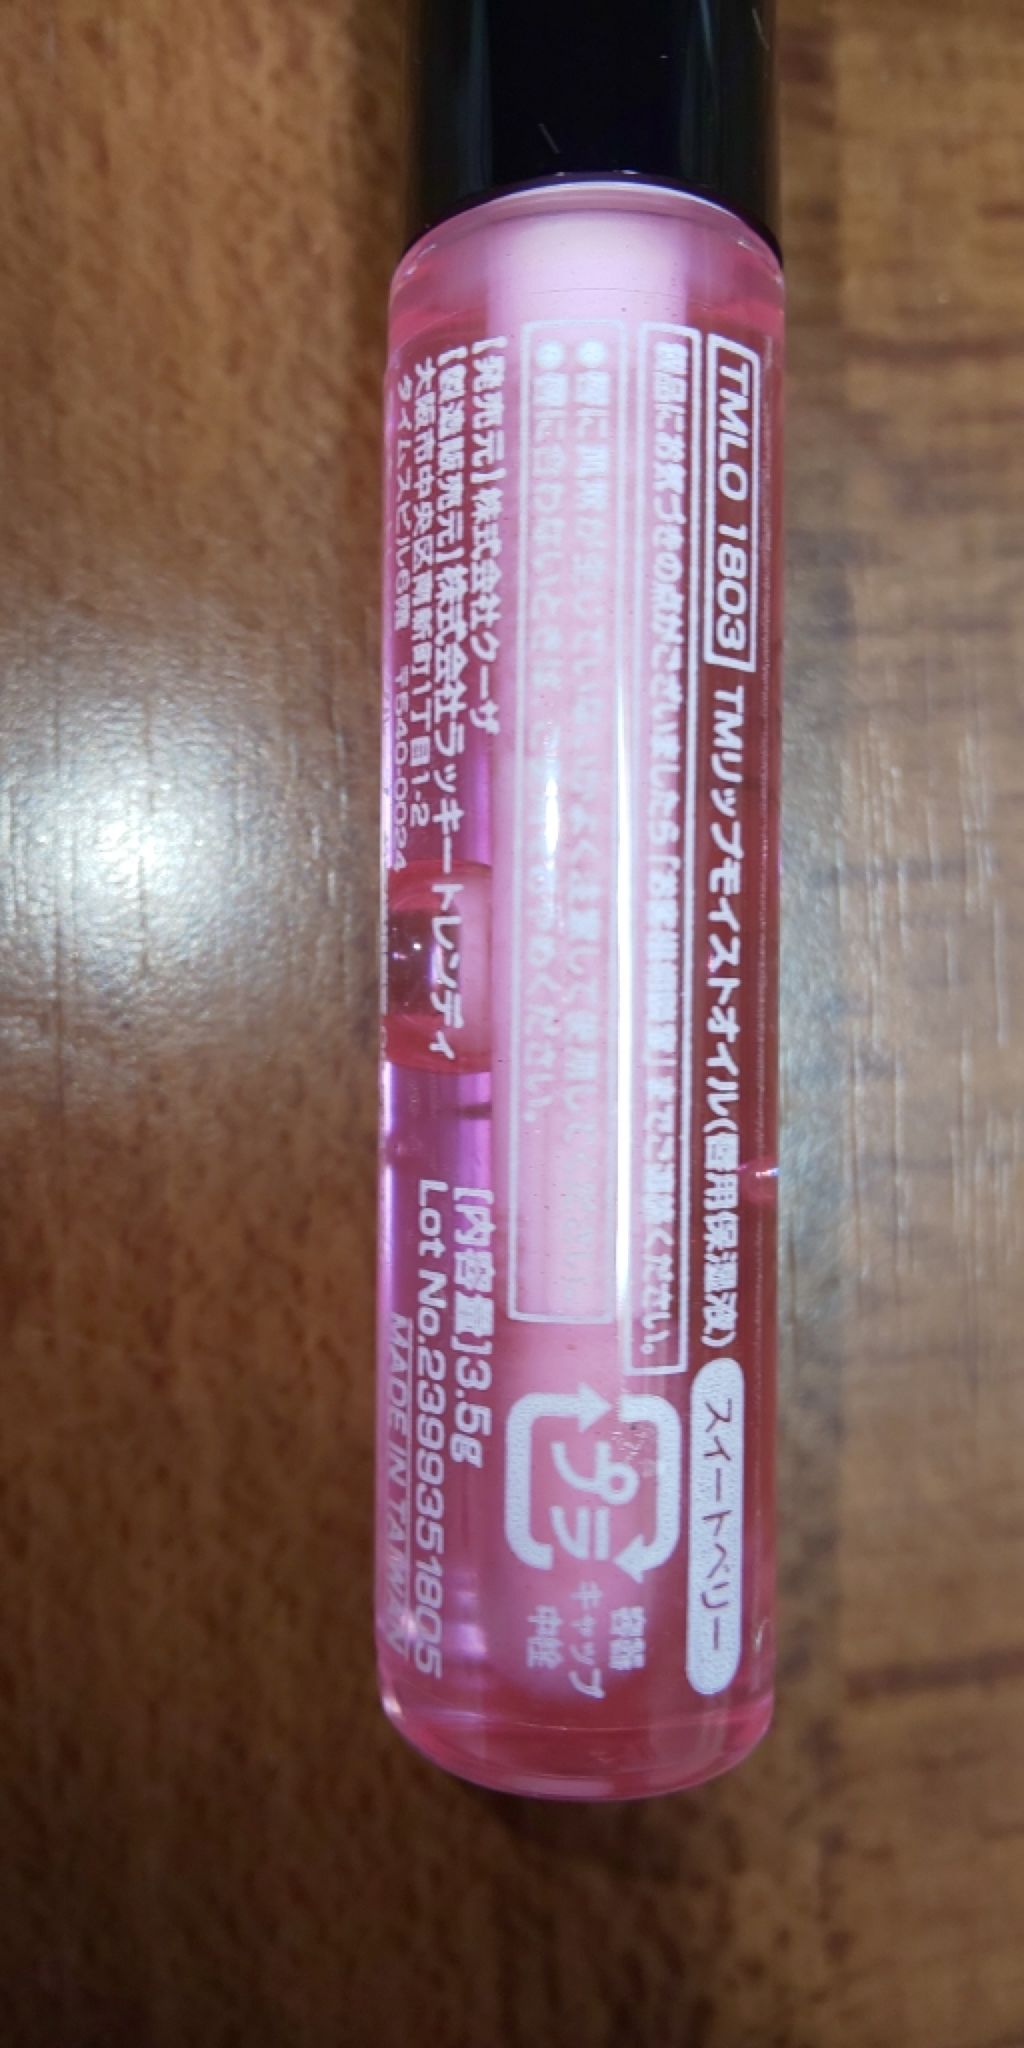 TMLO 1803 TMリップモイストオイル(唇用保湿液) スイートベリー
製品にお気づきの点がございましたら「お客様相談室」までご連絡ください。
●唇に異常が生じていないかよく注意して使用してください。
●唇に合わないときは ご使用をおやめください。
プラ
容器
キャップ
中栓
【発売元】株式会社クーザ
【製造販売元】株式会社ラッキートレンディ
大阪市中央区南新町1丁目1-2
タイムスビル8階 〒540-0024
[内容量]3.5g
Lot No.2399351805
MADE IN TAIWAN